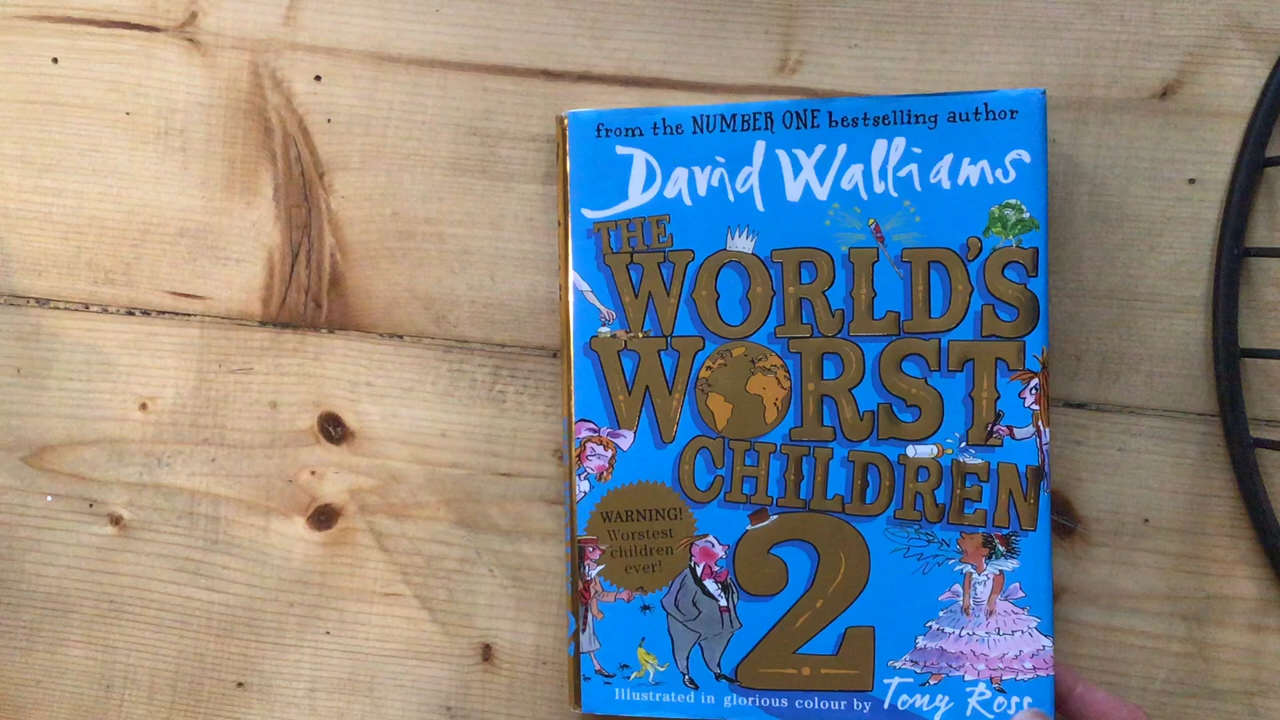 from the NUMBER ONE bestselling author
David Walliams
THE
WORLD'S
WORST
CHILDREN
2
WARNING!
Worstest
children
ever!
Illustrated in glorious colour by Tony Ross